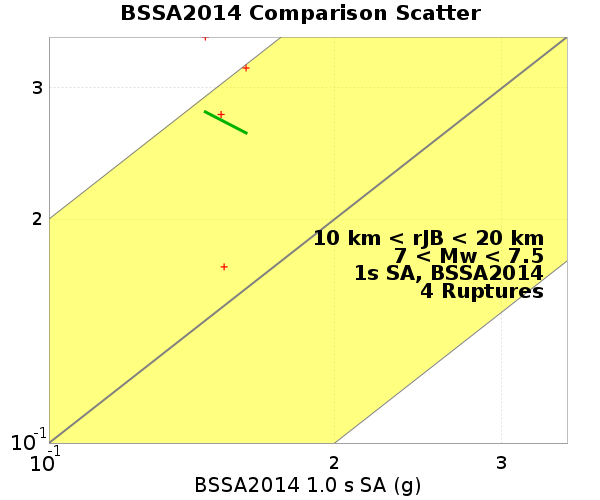 BSSA2014 Comparison Scatter
3
2
10 km < rJB < 20 km
7 < Mw < 7.5
1s SA, BSSA2014
4 Ruptures
10^-1
10^-1 2 3
BSSA2014 1.0 s SA (g)